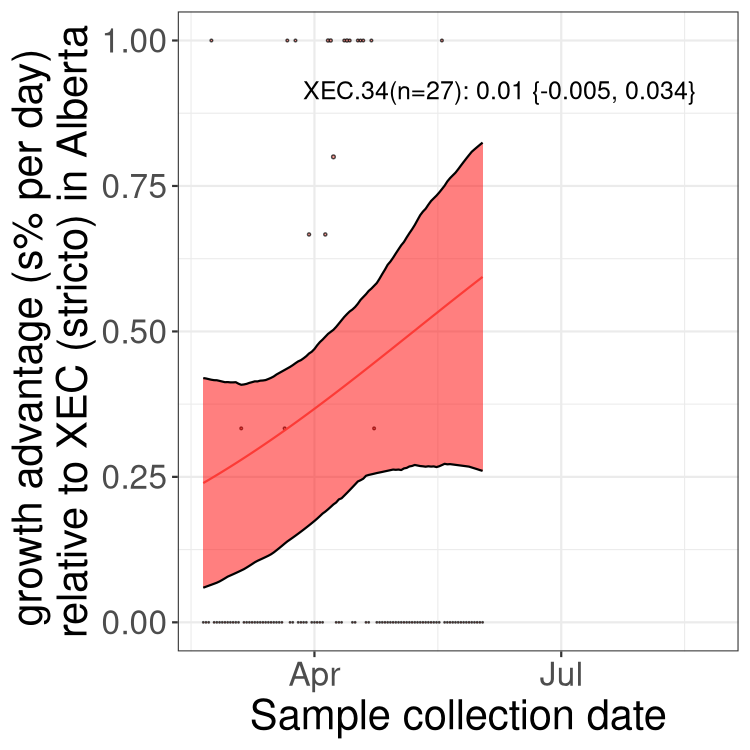 growth advantage (s% per day)
relative to XEC (stricto) in Alberta
1.00
0.75
0.50
0.25
0.00
XEC.34(n=27): 0.01 {-0.005, 0.034}
Apr
Jul
Sample collection date